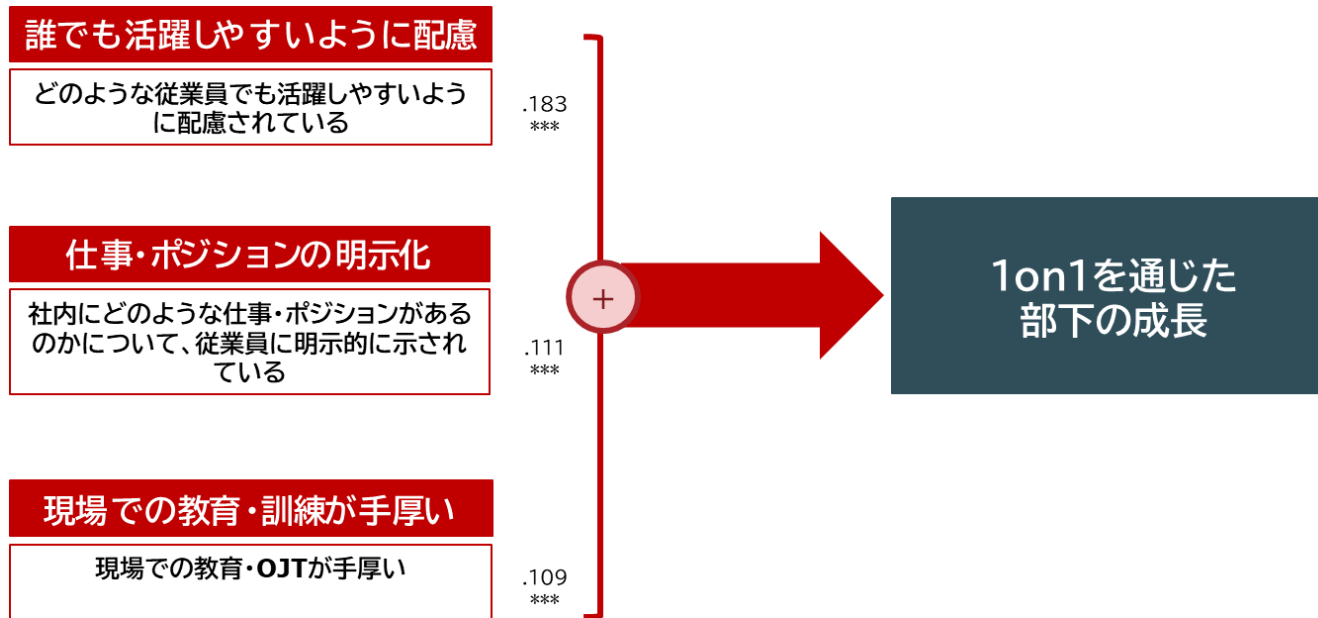 誰でも活躍しやすいように配慮
どのような従業員でも活躍しやすいよう
に配慮されている
.183
***
仕事・ポジションの明示化
社内にどのような仕事・ポジションがある
のかについて、従業員に明示的に示され
ている
.111
***
現場での教育・訓練が手厚い
現場での教育・OJTが手厚い
.109
***
+
1on1を通じた
部下の成長